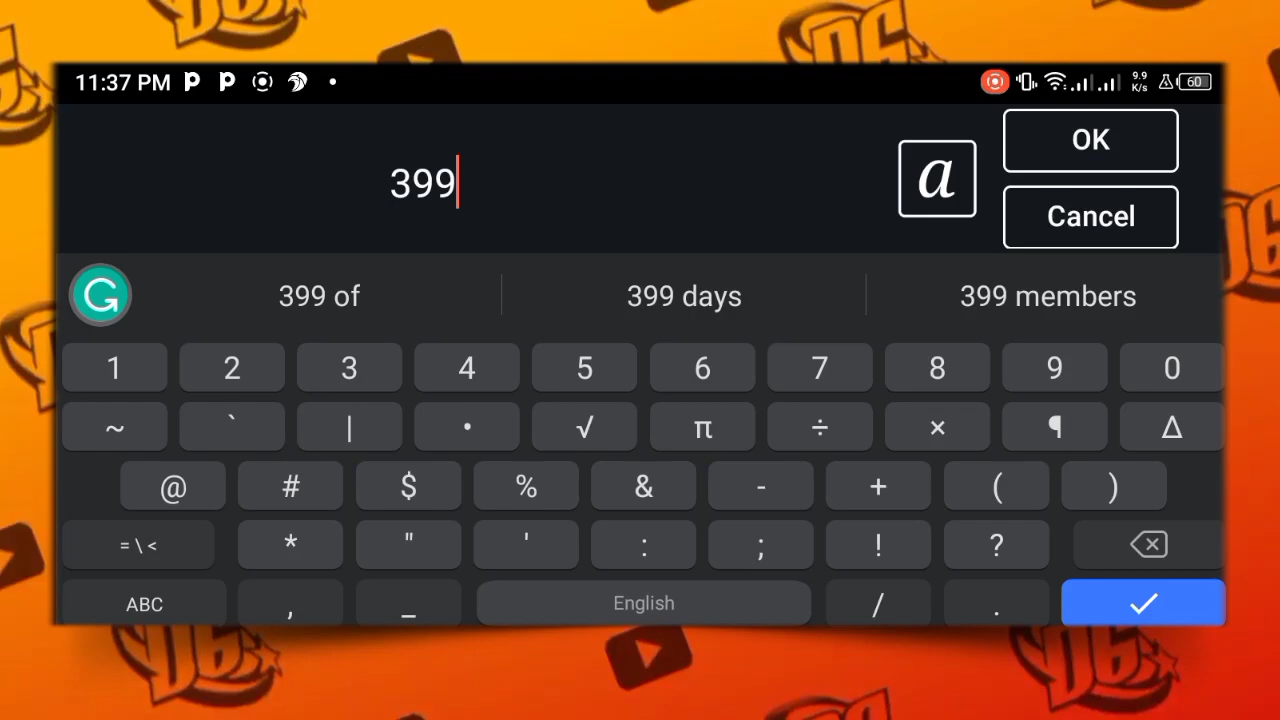 11:37 PM
9.9
K/s
60
399
a
OK
Cancel
399 of
399 days
399 members
1 2 3 4 5 6 7 8 9 0
~ ` | • √ π ÷ × ¶ Δ
@ # $ % & - + ( )
= \ < * " ' : ; ! ?
ABC , _ English / .